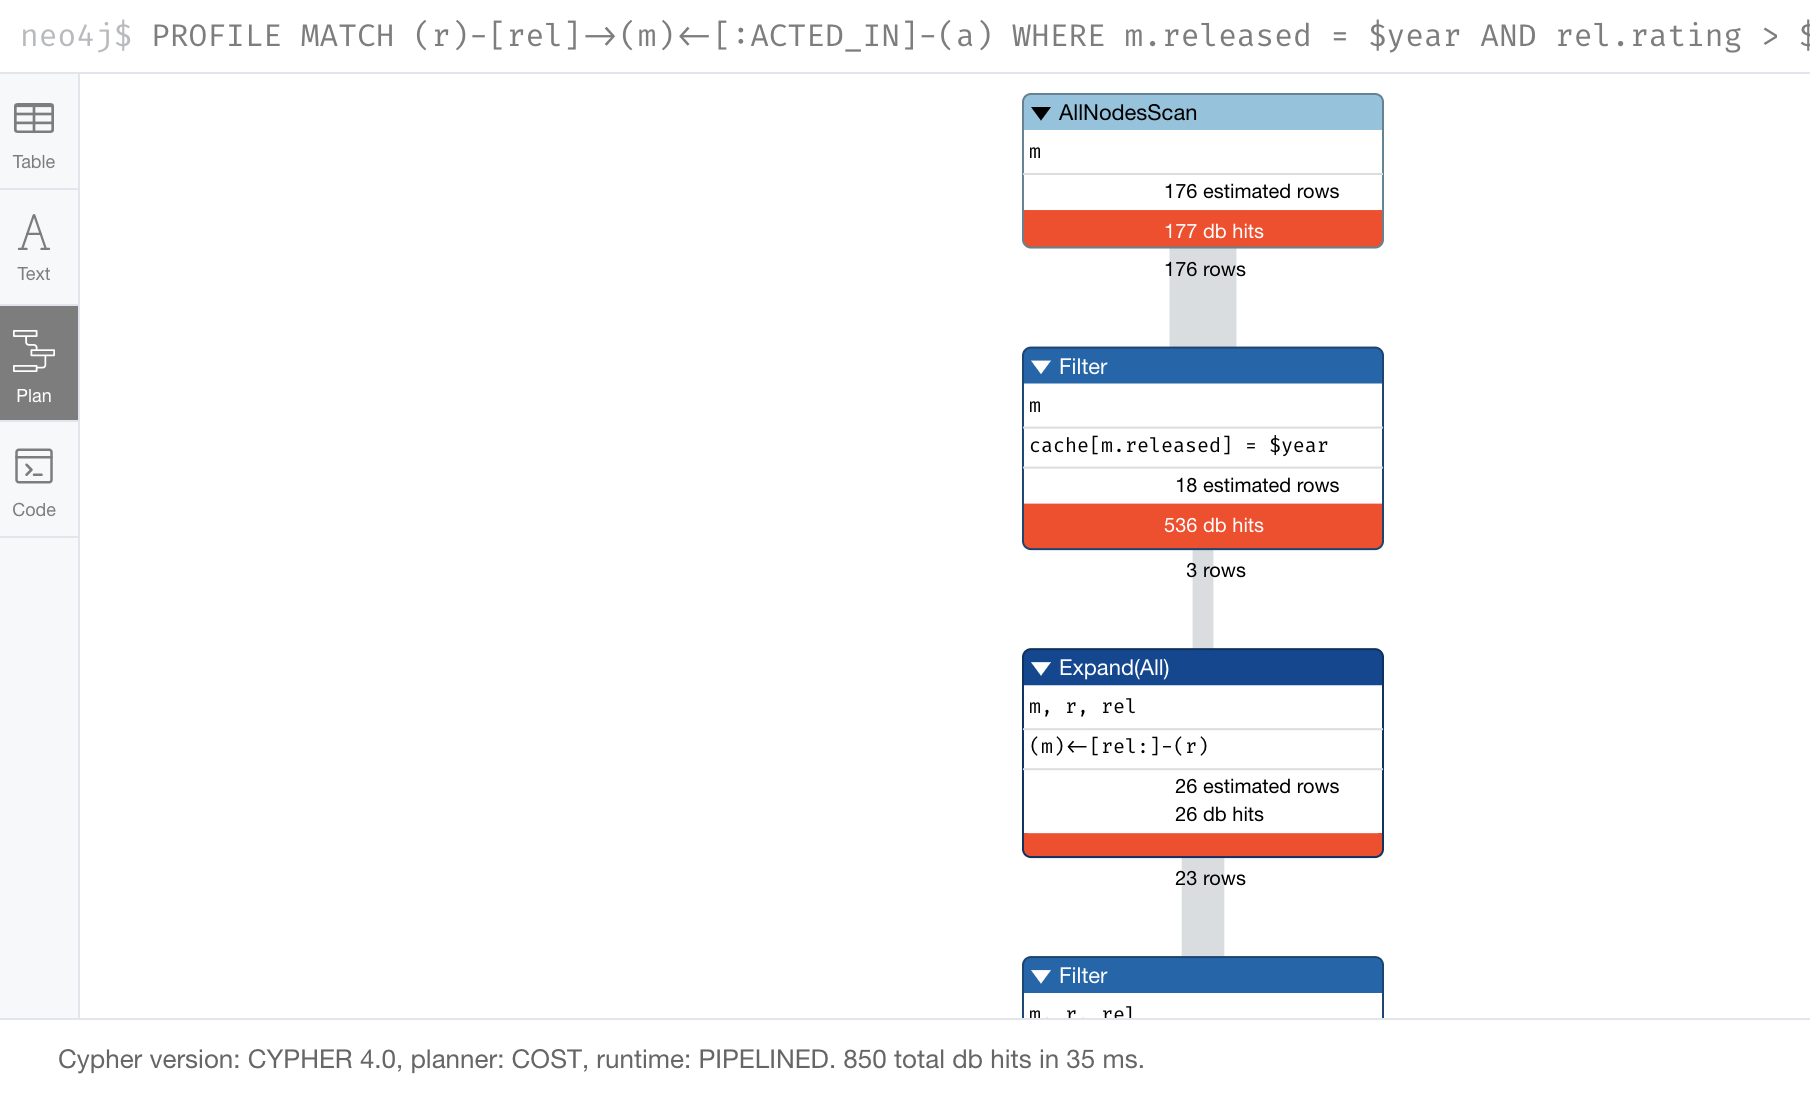 neo4j$ PROFILE MATCH (r)-[rel]->(m)<-[:ACTED_IN]-(a) WHERE m.released = $year AND rel.rating > $
Table
Text
Plan
Code
AllNodesScan
m
176 estimated rows
177 db hits
176 rows
Filter
m
cache[m.released] = $year
18 estimated rows
536 db hits
3 rows
Expand(All)
m, r, rel
(m)<-[rel:]-(r)
26 estimated rows
26 db hits
23 rows
Filter
m, r, rel
Cypher version: CYPHER 4.0, planner: COST, runtime: PIPELINED. 850 total db hits in 35 ms.